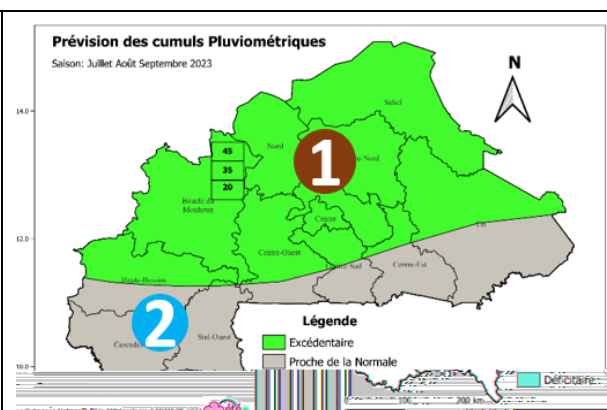 Prévision des cumuls Pluviométriques
Saison: Juillet Août Septembre 2023
N
14.0
Sahel
Nord
45
1
35
20
Boucle du
Mouhoun
Centre
Est
12.0
Centre-Ouest
Centre-Sud
Centre-Est
Hauts-Bassins
2
Cascades
Sud-Ouest
Légende
Excédentaire
10.0
Proche de la Normale
Déficitaire
200 km